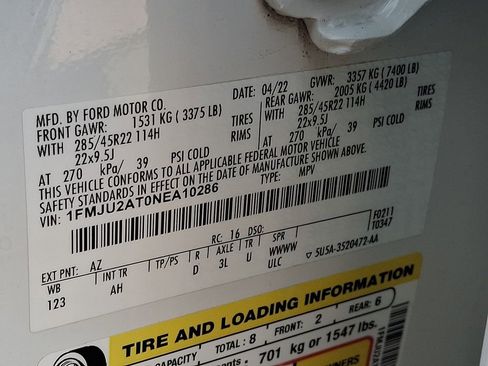 MFD. BY FORD MOTOR CO.
DATE: 04/22 GVWR: 3357 KG ( 7400 LB)
FRONT GAWR: 1531 KG ( 3375 LB)
REAR GAWR: 2005 KG ( 4420 LB)
WITH 285/45R22 114H TIRES
WITH 285/45R22 114H TIRES
22x9.5J RIMS
22x9.5J RIMS
AT 270 kPa/ 39 PSI COLD
AT 270 kPa/ 39 PSI COLD
THIS VEHICLE CONFORMS TO ALL APPLICABLE FEDERAL MOTOR VEHICLE
SAFETY STANDARDS IN EFFECT ON THE DATE OF MANUFACTURE SHOWN ABOVE.
VIN: 1FMJU2AT0NEA10286 TYPE: MPV
F0211
T0347
EXT PNT: AZ RC: 16 DSO:
WB INT TR TP/PS R AXLE TR SPR
123 AH D 3L U WWWW
ULC
5U5A-3520472-AA
TIRE AND LOADING INFORMATION
CAPACITY TOTAL: 8 FRONT: 2 REAR: 6
701 kg or 1547 lbs.